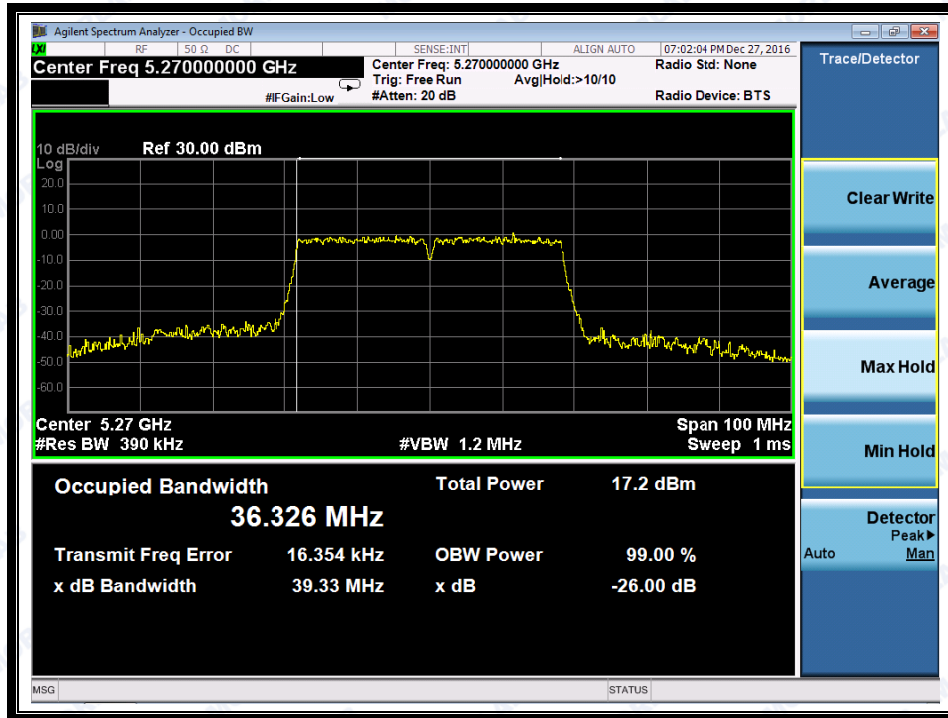 Agilent Spectrum Analyzer - Occupied BW
LXI RF 50 Ω DC SENSE:INT ALIGN AUTO 07:02:04 PM Dec 27, 2016
Center Freq 5.270000000 GHz
Center Freq: 5.270000000 GHz
Radio Std: None
Trig: Free Run Avg|Hold:>10/10
#IFGain:Low #Atten: 20 dB
Radio Device: BTS
10 dB/div Ref 30.00 dBm
Log
20.0
10.0
0.00
-10.0
-20.0
-30.0
-40.0
-50.0
-60.0
Center 5.27 GHz Span 100 MHz
#Res BW 390 kHz #VBW 1.2 MHz Sweep 1 ms
Occupied Bandwidth Total Power 17.2 dBm
36.326 MHz
Transmit Freq Error 16.354 kHz OBW Power 99.00 %
x dB Bandwidth 39.33 MHz x dB -26.00 dB
MSG STATUS
Trace/Detector
Clear Write
Average
Max Hold
Min Hold
Detector
Peak▶
Auto Man